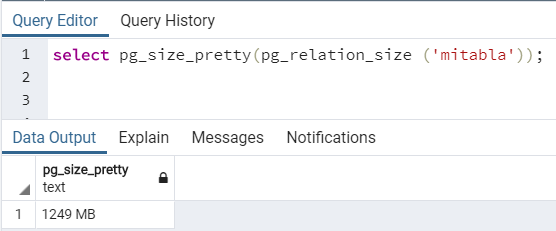 Query Editor Query History
1 select pg_size_pretty(pg_relation_size ('mitabla'));
2
3
Data Output Explain Messages Notifications
pg_size_pretty
text
1 1249 MB